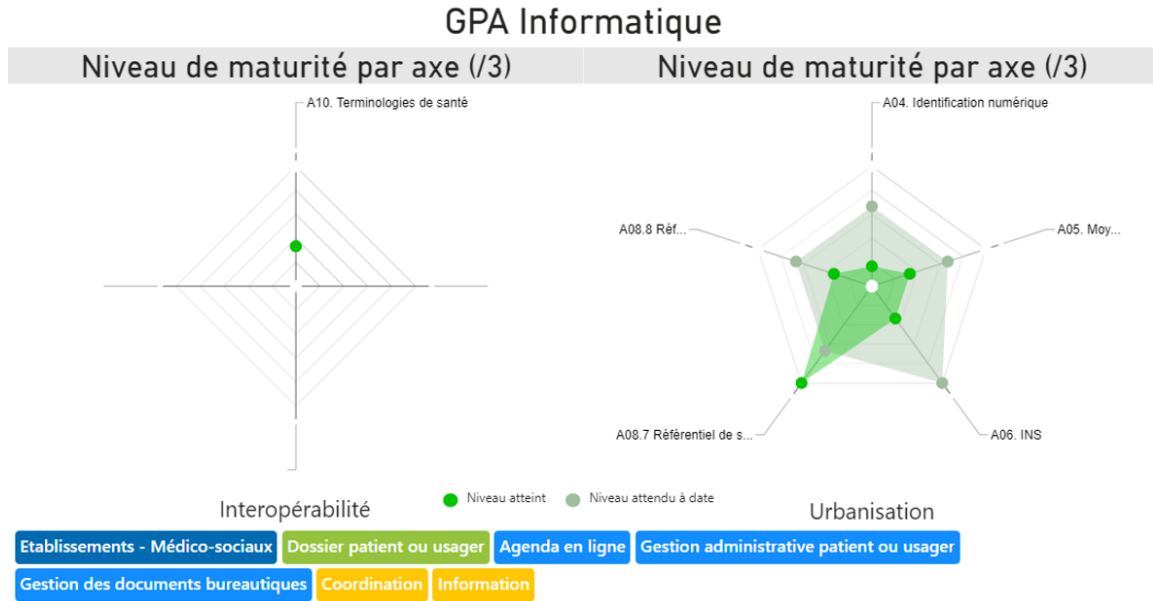 GPA Informatique
Niveau de maturité par axe (/3)
Niveau de maturité par axe (/3)
A10. Terminologies de santé
A04. Identification numérique
A08.8 Réf...
A05. Moy...
A08.7 Référentiel de s...
A06. INS
Niveau atteint
Niveau attendu à date
Interopérabilité
Urbanisation
Etablissements - Médico-sociaux
Dossier patient ou usager
Agenda en ligne
Gestion administrative patient ou usager
Gestion des documents bureautiques
Coordination
Information